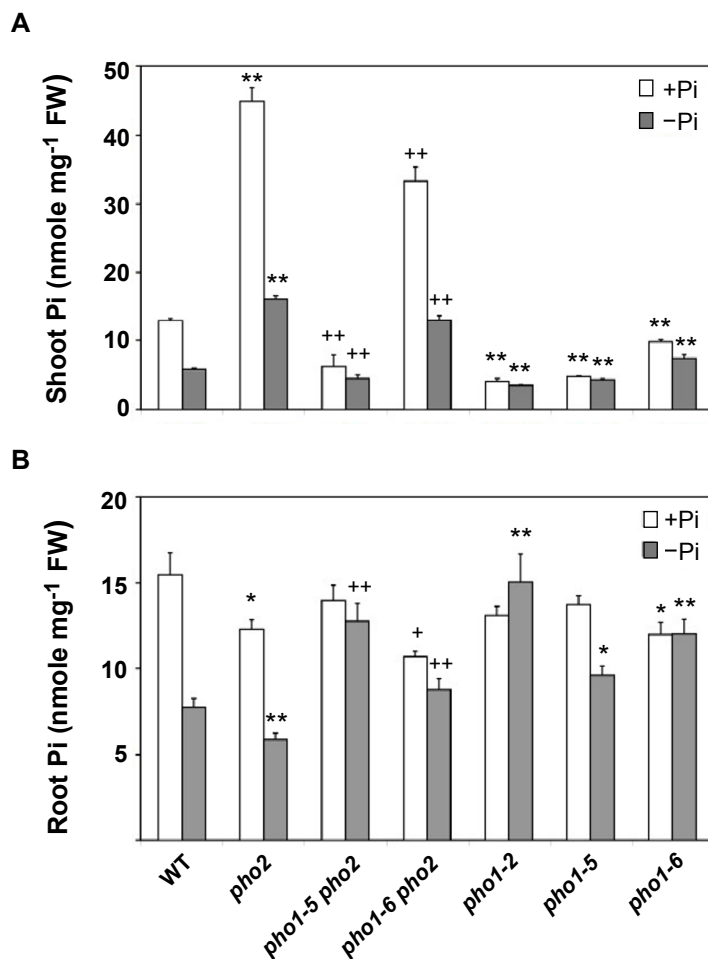 A
Shoot Pi (nmole mg⁻¹ FW)
50
40
30
20
10
0
+Pi
−Pi
**
**
++
++
++
++
**
**
**
**
**
**
B
Root Pi (nmole mg⁻¹ FW)
20
15
10
5
+Pi
−Pi
*
**
++
+
++
**
*
*
**
WT
pho2
pho1-5 pho2
pho1-6 pho2
pho1-2
pho1-5
pho1-6